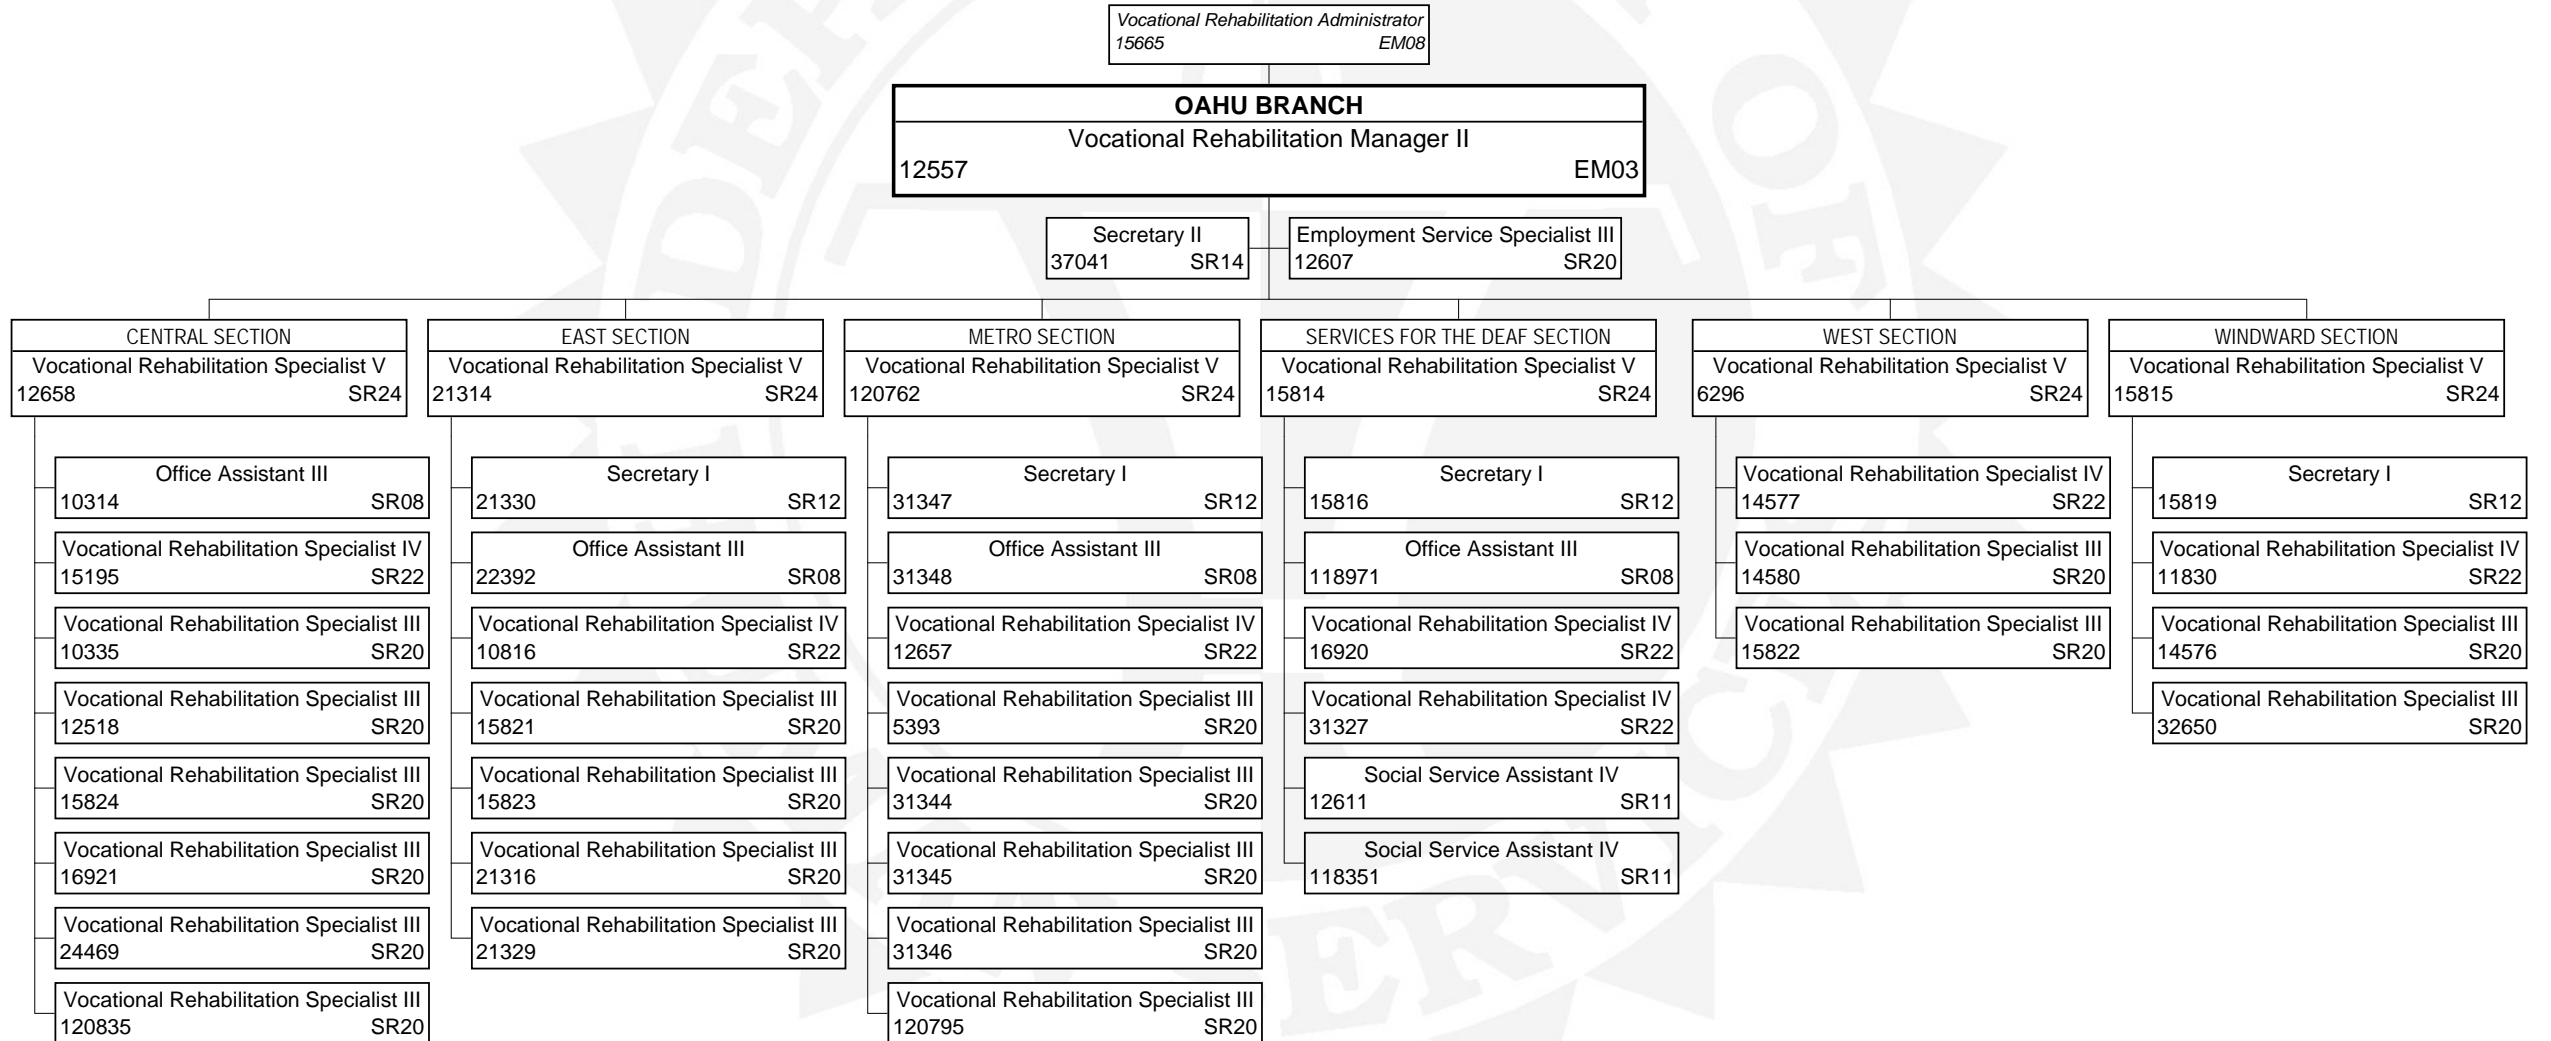 Vocational Rehabilitation Administrator
15665 EM08
OAHU BRANCH
Vocational Rehabilitation Manager II
12557 EM03
Secretary II
37041 SR14
Employment Service Specialist III
12607 SR20
CENTRAL SECTION
Vocational Rehabilitation Specialist V
12658 SR24
Office Assistant III
10314 SR08
Vocational Rehabilitation Specialist IV
15195 SR22
Vocational Rehabilitation Specialist III
10335 SR20
Vocational Rehabilitation Specialist III
12518 SR20
Vocational Rehabilitation Specialist III
15824 SR20
Vocational Rehabilitation Specialist III
16921 SR20
Vocational Rehabilitation Specialist III
24469 SR20
Vocational Rehabilitation Specialist III
120835 SR20
EAST SECTION
Vocational Rehabilitation Specialist V
21314 SR24
Secretary I
21330 SR12
Office Assistant III
22392 SR08
Vocational Rehabilitation Specialist IV
10816 SR22
Vocational Rehabilitation Specialist III
15821 SR20
Vocational Rehabilitation Specialist III
15823 SR20
Vocational Rehabilitation Specialist III
21316 SR20
Vocational Rehabilitation Specialist III
21329 SR20
METRO SECTION
Vocational Rehabilitation Specialist V
120762 SR24
Secretary I
31347 SR12
Office Assistant III
31348 SR08
Vocational Rehabilitation Specialist IV
12657 SR22
Vocational Rehabilitation Specialist III
5393 SR20
Vocational Rehabilitation Specialist III
31344 SR20
Vocational Rehabilitation Specialist III
31345 SR20
Vocational Rehabilitation Specialist III
31346 SR20
Vocational Rehabilitation Specialist III
120795 SR20
SERVICES FOR THE DEAF SECTION
Vocational Rehabilitation Specialist V
15814 SR24
Secretary I
15816 SR12
Office Assistant III
118971 SR08
Vocational Rehabilitation Specialist IV
16920 SR22
Vocational Rehabilitation Specialist IV
31327 SR22
Social Service Assistant IV
12611 SR11
Social Service Assistant IV
118351 SR11
WEST SECTION
Vocational Rehabilitation Specialist V
6296 SR24
Vocational Rehabilitation Specialist IV
14577 SR22
Vocational Rehabilitation Specialist III
14580 SR20
Vocational Rehabilitation Specialist III
15822 SR20
WINDWARD SECTION
Vocational Rehabilitation Specialist V
15815 SR24
Secretary I
15819 SR12
Vocational Rehabilitation Specialist IV
11830 SR22
Vocational Rehabilitation Specialist III
14576 SR20
Vocational Rehabilitation Specialist III
32650 SR20